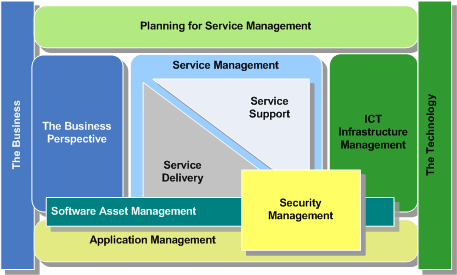 Planning for Service Management
The Business
The Business
Perspective
Service Management
Service
Support
Service
Delivery
ICT
Infrastructure
Management
The Technology
Software Asset Management
Security
Management
Application Management